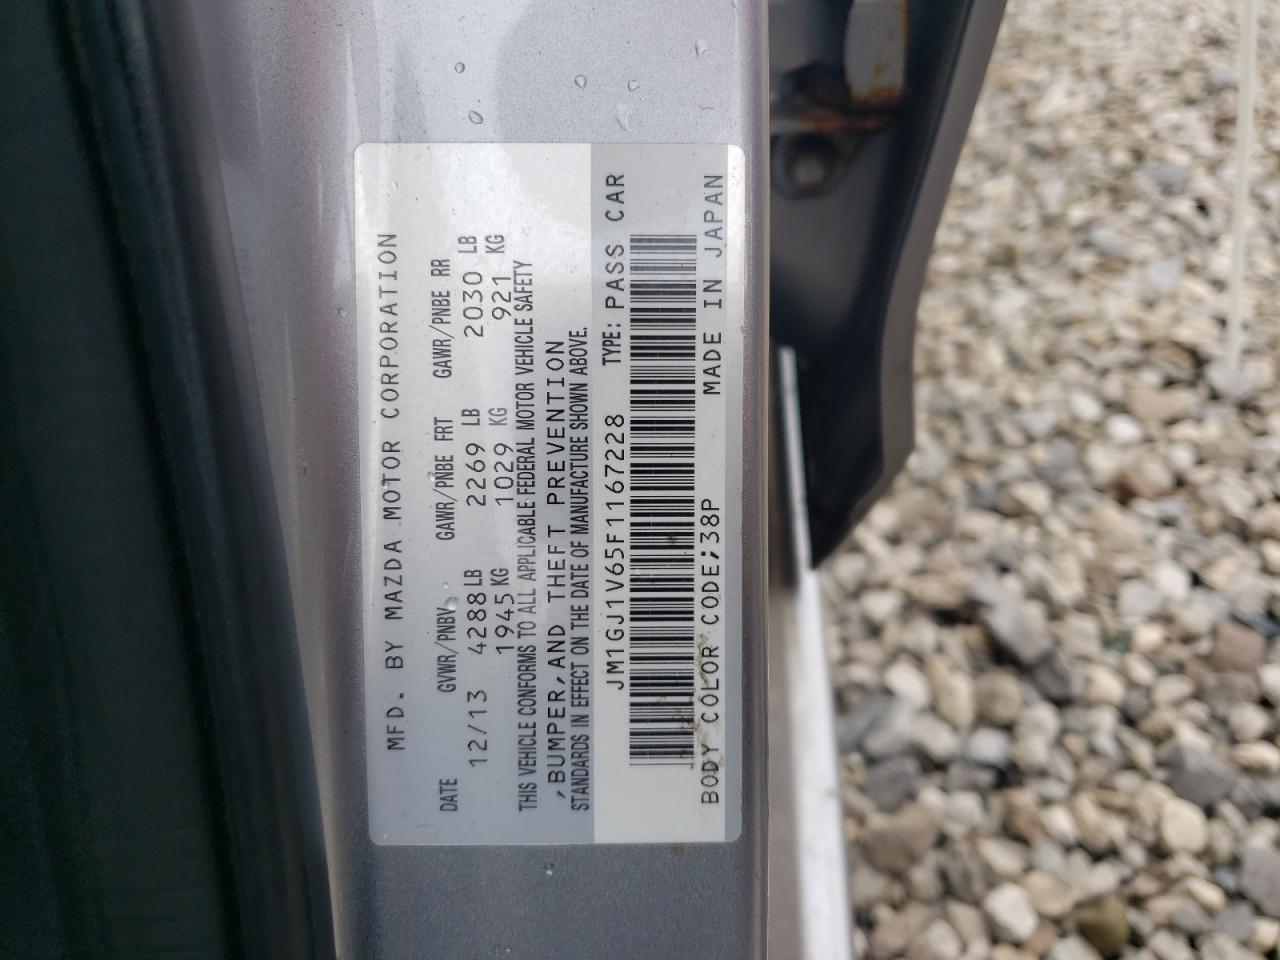 MFD. BY MAZDA MOTOR CORPORATION
DATE GVWR/PNBV GAWR/PNBE FRT GAWR/PNBE RR
12/13 4288 LB 2269 LB 2030 LB
1945 KG 1029 KG 921 KG
THIS VEHICLE CONFORMS TO ALL APPLICABLE FEDERAL MOTOR VEHICLE SAFETY
,BUMPER,AND THEFT PREVENTION
STANDARDS IN EFFECT ON THE DATE OF MANUFACTURE SHOWN ABOVE.
JM1GJ1V65F1167228 TYPE: PASS CAR
BODY COLOR CODE;38P MADE IN JAPAN